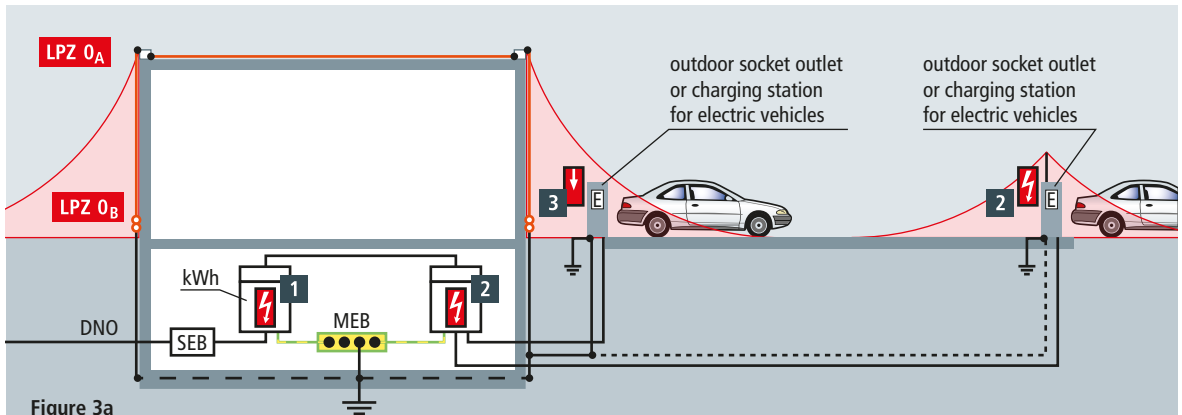 LPZ 0A
outdoor socket outlet
or charging station
for electric vehicles
outdoor socket outlet
or charging station
for electric vehicles
LPZ 0B
3
E
2
E
kWh
1
2
DNO
SEB
MEB
Figure 3a